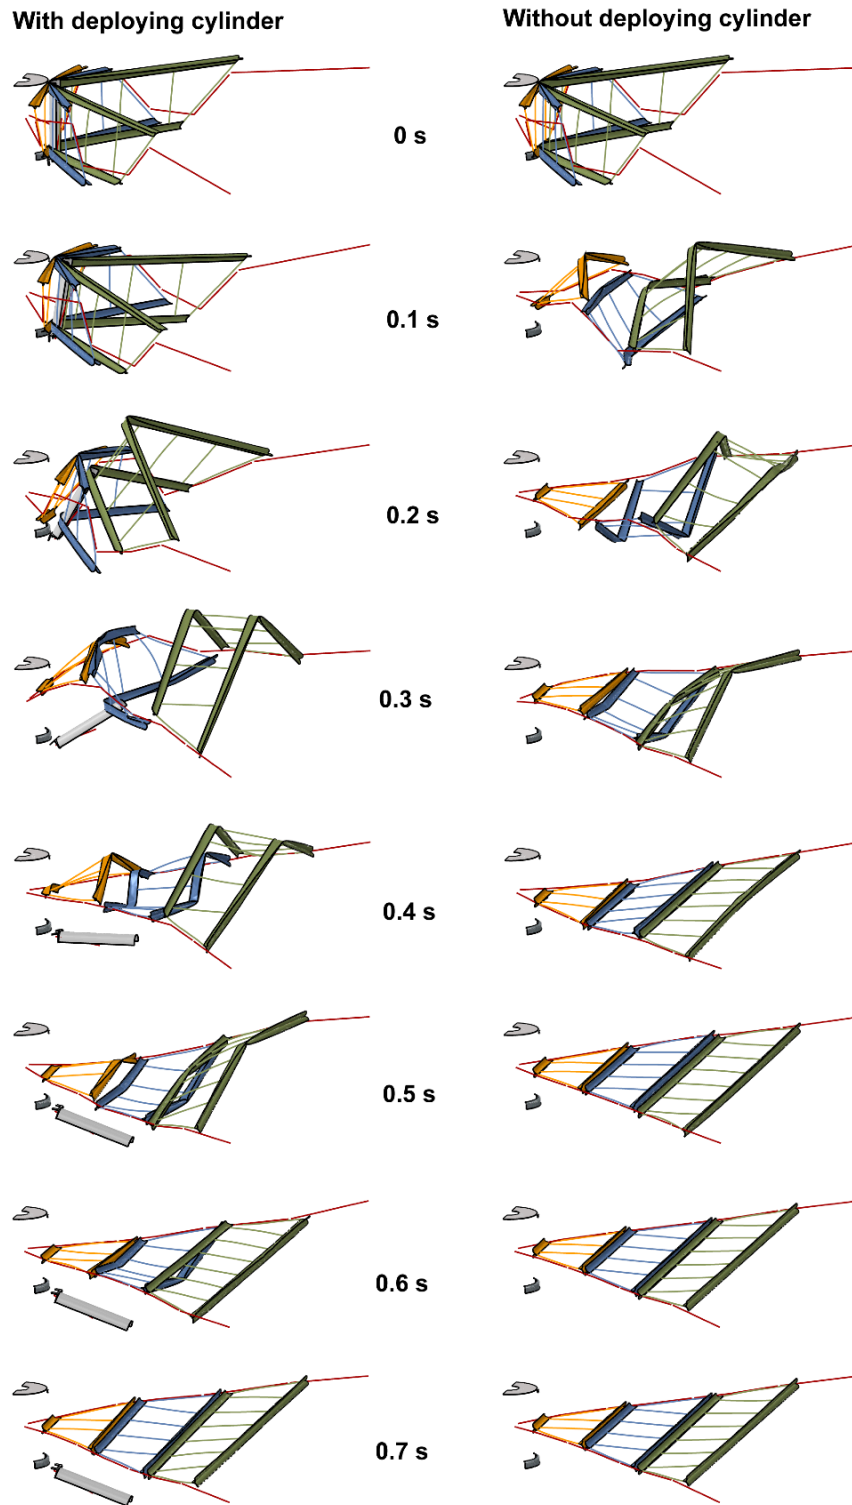 With deploying cylinder
Without deploying cylinder
0 s
0.1 s
0.2 s
0.3 s
0.4 s
0.5 s
0.6 s
0.7 s